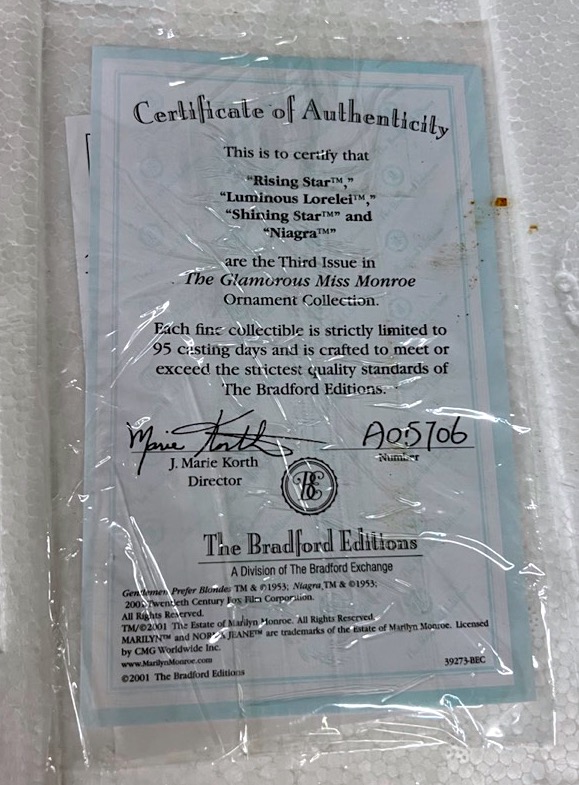 Certificate of Authenticity
This is to certify that
“Rising Star™,”
“Luminous Lorelei™,”
“Shining Star™” and
“Niagra™”
are the Third Issue in
The Glamorous Miss Monroe
Ornament Collection.
Each fine collectible is strictly limited to
95 casting days and is crafted to meet or
exceed the strictest quality standards of
The Bradford Editions.
Marie Korth A05706
J. Marie Korth Number
Director
BE
The Bradford Editions
A Division of The Bradford Exchange
Gentlemen Prefer Blondes TM & ©1953; Niagra TM & ©1953;
2001 Twentieth Century Fox Film Corporation.
All Rights Reserved.
TM/©2001 The Estate of Marilyn Monroe. All Rights Reserved.
MARILYN™ and NORMA JEANE™ are trademarks of the Estate of Marilyn Monroe. Licensed
by CMG Worldwide Inc.
www.MarilynMonroe.com 39273-BEC
©2001 The Bradford Editions